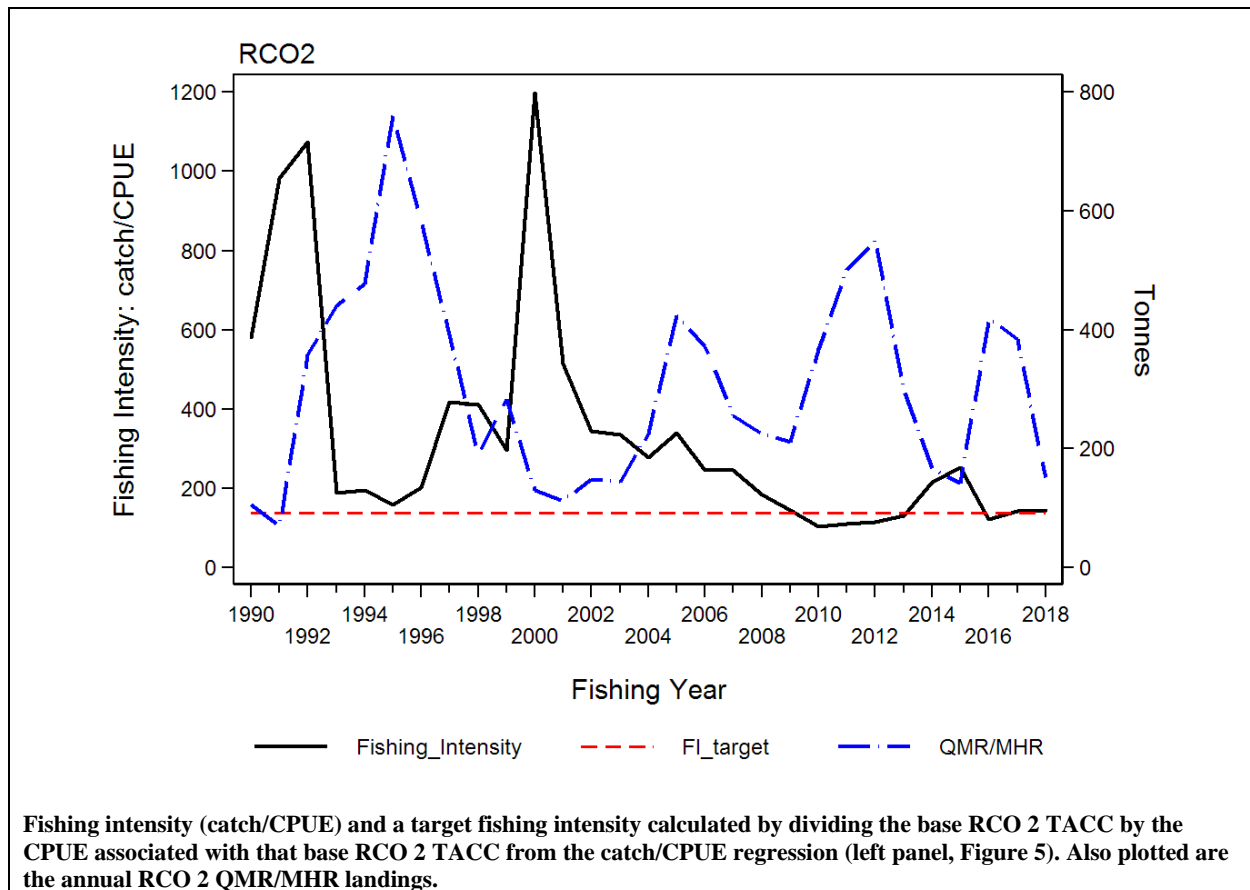 RCO2
Fishing Intensity: catch/CPUE
1200
1000
800
600
400
200
0
800
600
400
200
0
Tonnes
1990 1994 1998 2002 2006 2010 2014 2018
1992 1996 2000 2004 2008 2012 2016
Fishing Year
Fishing_Intensity FI_target QMR/MHR
Fishing intensity (catch/CPUE) and a target fishing intensity calculated by dividing the base RCO 2 TACC by the
CPUE associated with that base RCO 2 TACC from the catch/CPUE regression (left panel, Figure 5). Also plotted are
the annual RCO 2 QMR/MHR landings.